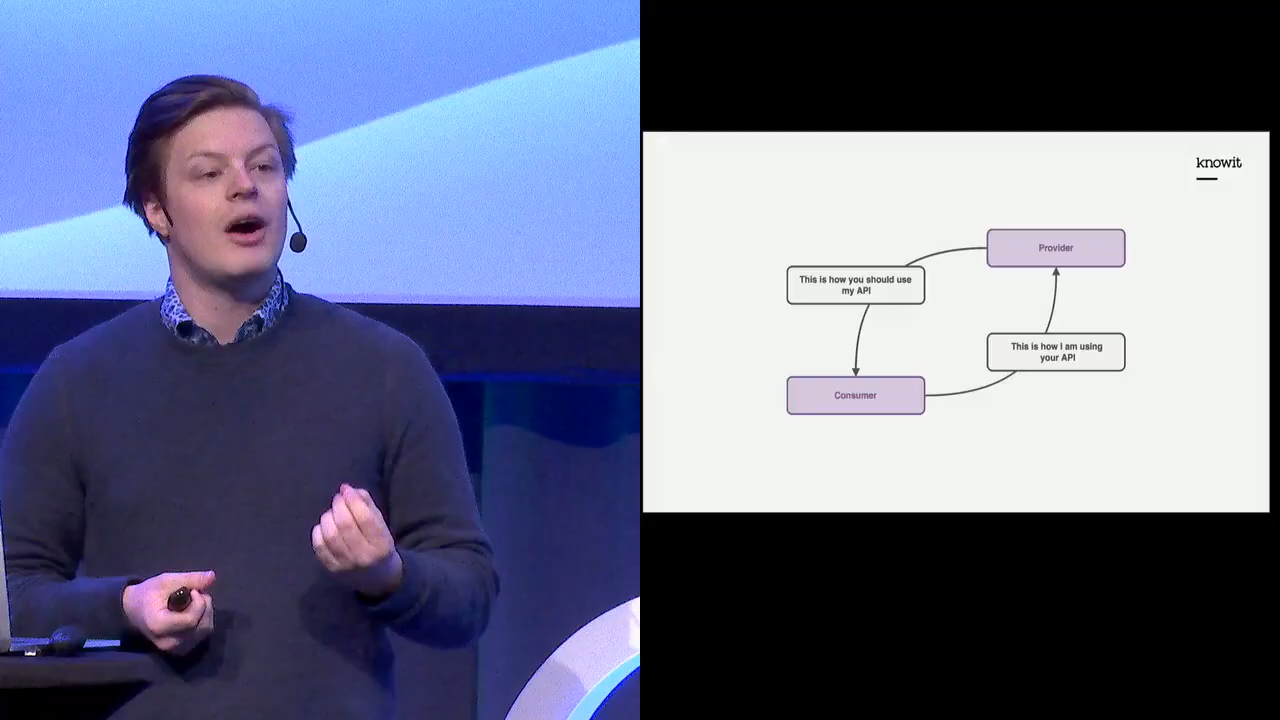 knowit
Provider
This is how you should use
my API
This is how I am using
your API
Consumer